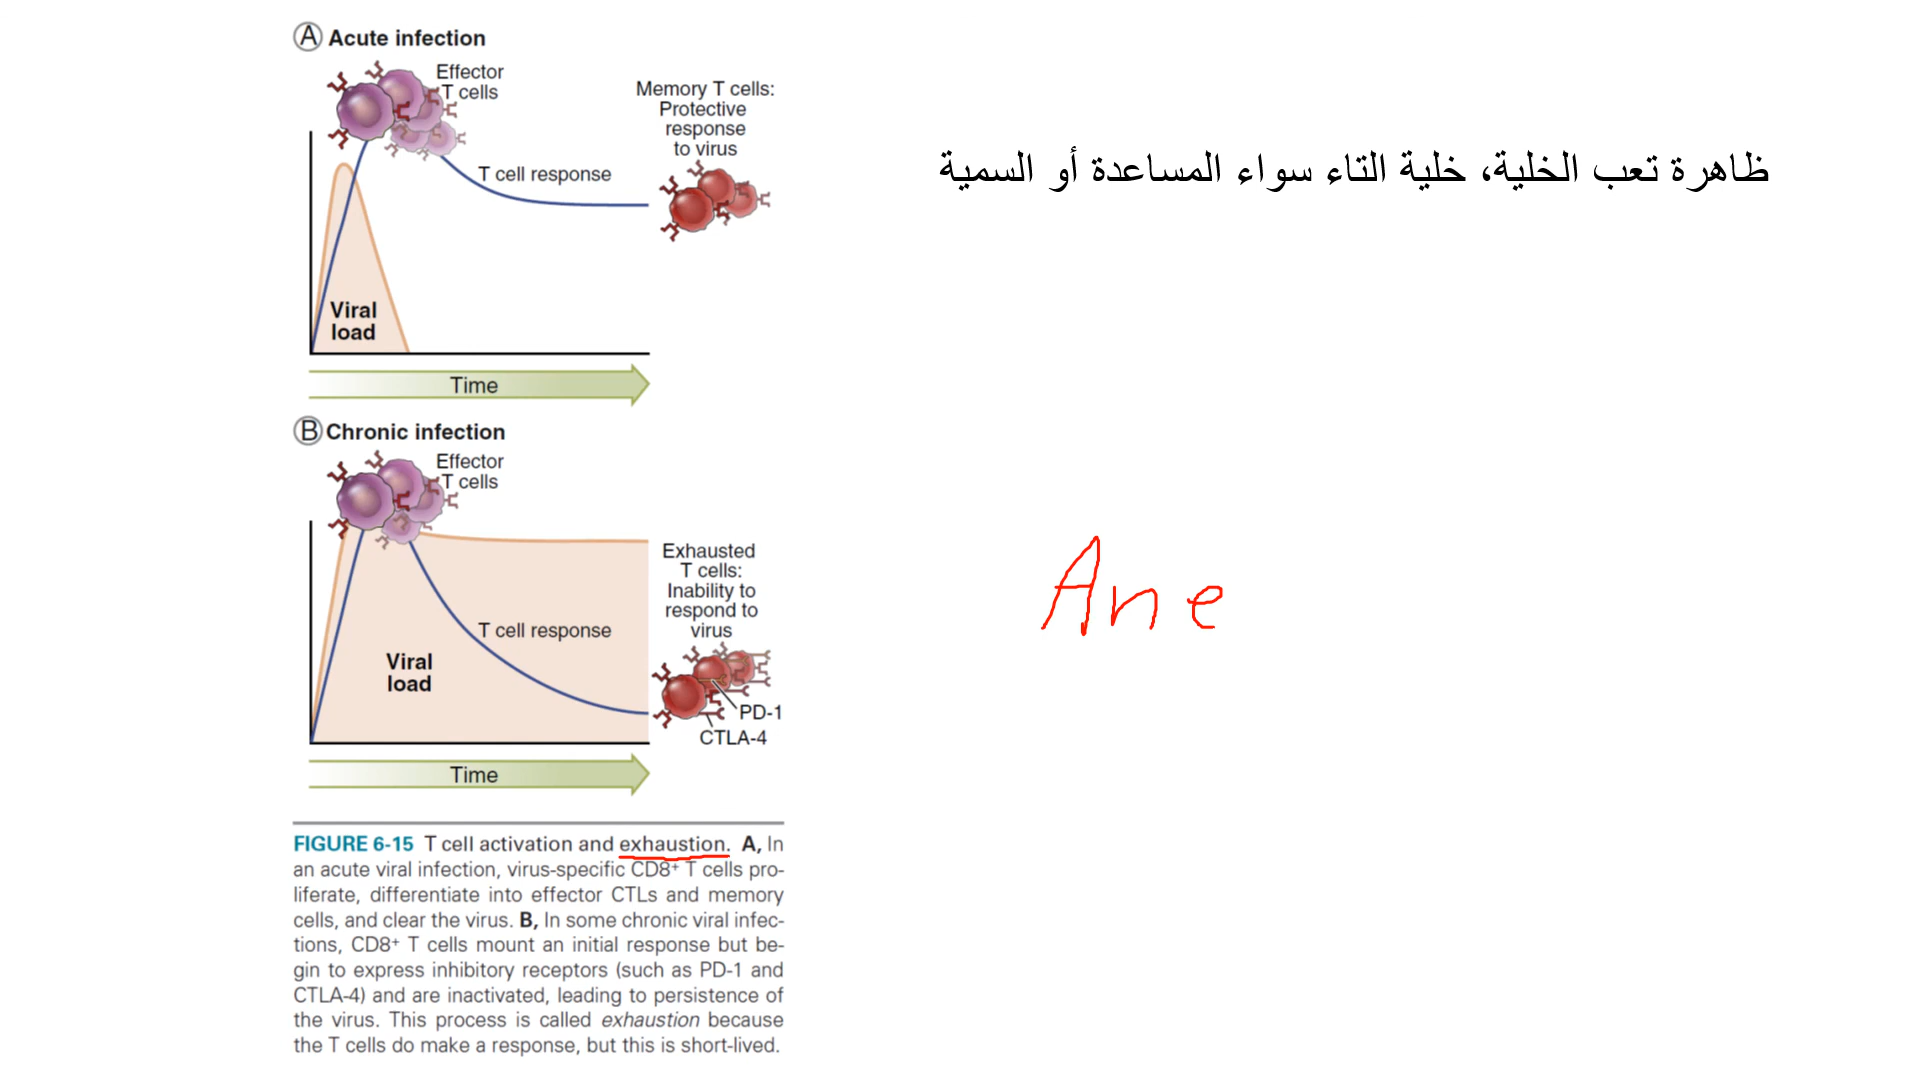 Ⓐ Acute infection
Effector
T cells
Memory T cells:
Protective
response
to virus
T cell response
Viral
load
Time
Ⓑ Chronic infection
Effector
T cells
Exhausted
T cells:
Inability to
respond to
virus
T cell response
Viral
load
PD-1
CTLA-4
Time
FIGURE 6-15 T cell activation and exhaustion. A, In
an acute viral infection, virus-specific CD8⁺ T cells pro-
liferate, differentiate into effector CTLs and memory
cells, and clear the virus. B, In some chronic viral infec-
tions, CD8⁺ T cells mount an initial response but be-
gin to express inhibitory receptors (such as PD-1 and
CTLA-4) and are inactivated, leading to persistence of
the virus. This process is called exhaustion because
the T cells do make a response, but this is short-lived.
ظاهرة تعب الخلية، خلية التاء سواء المساعدة أو السمية
Ane